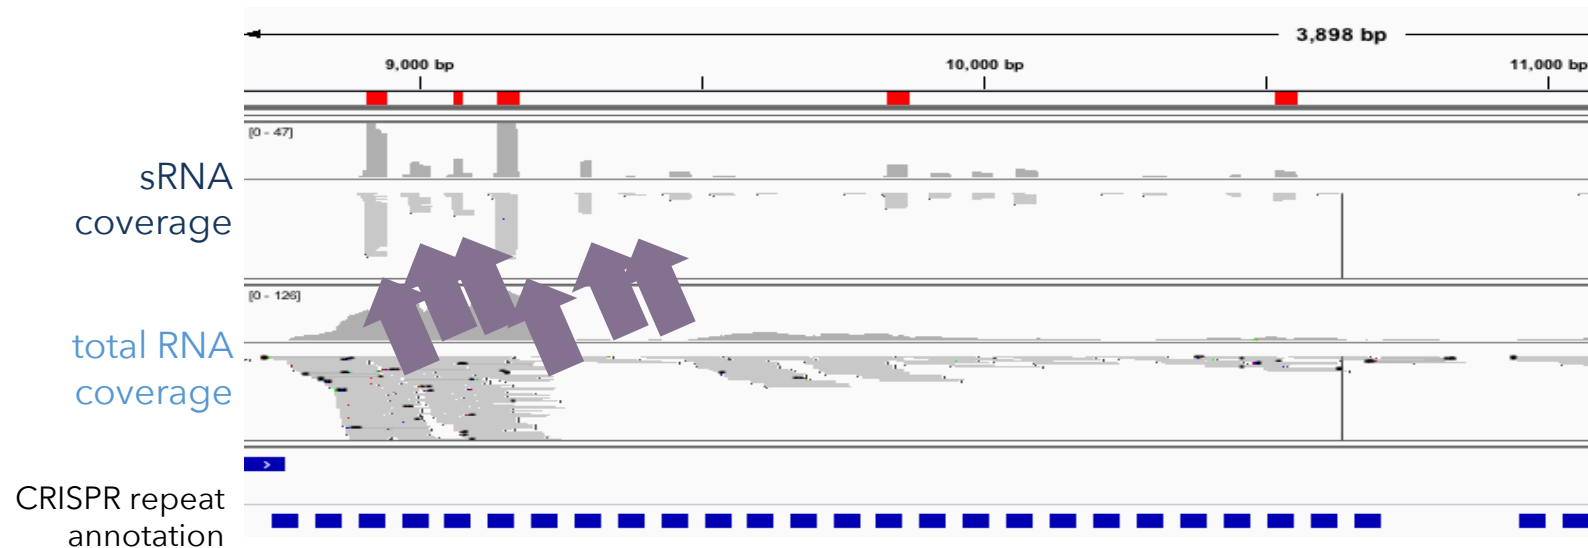 3,898 bp
9,000 bp
10,000 bp
11,000 bp
[0 - 47]
sRNA
coverage
[0 - 126]
total RNA
coverage
CRISPR repeat
annotation